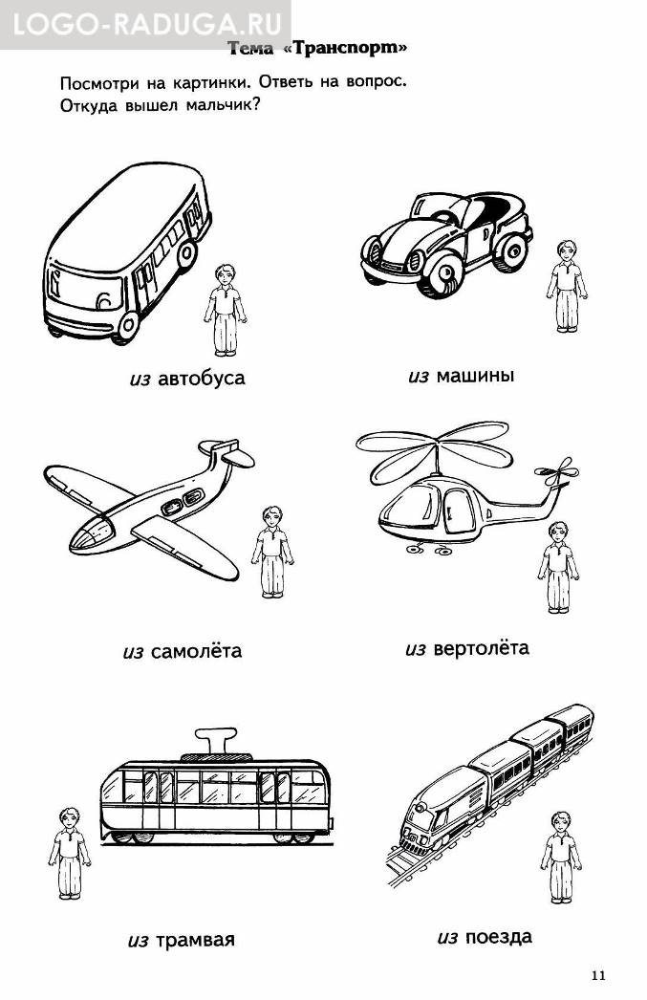 LOGO-RADUGA.RU
Тема «Транспорт»
Посмотри на картинки. Ответь на вопрос.
Откуда вышел мальчик?
из автобуса
из машины
из самолёта
из вертолёта
из трамвая
из поезда
11